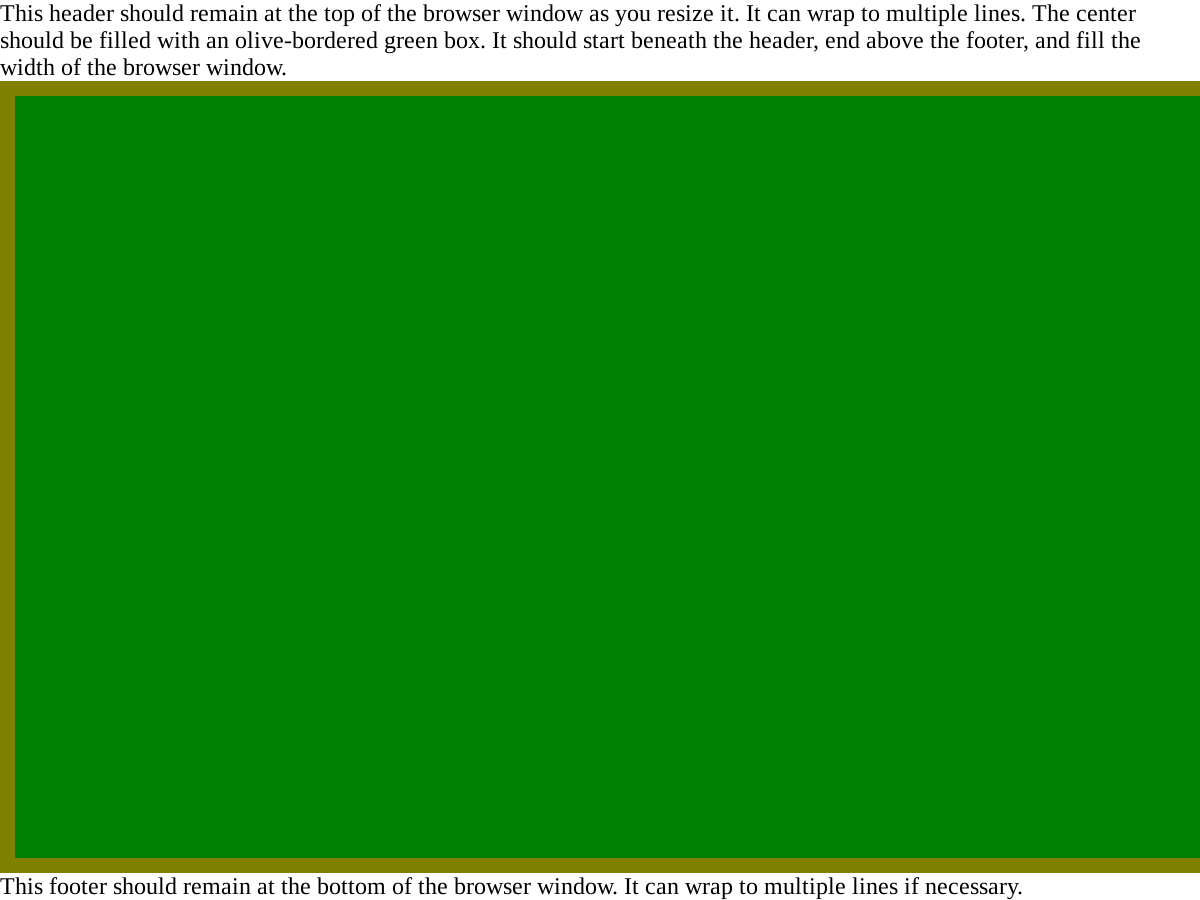 This header should remain at the top of the browser window as you resize it. It can wrap to multiple lines. The center
should be filled with an olive-bordered green box. It should start beneath the header, end above the footer, and fill the
width of the browser window.
This footer should remain at the bottom of the browser window. It can wrap to multiple lines if necessary.